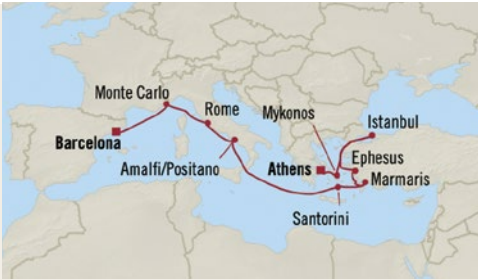 Monte Carlo
Rome
Mykonos
Istanbul
Barcelona
Amalfi/Positano
Athens
Ephesus
Marmaris
Santorini